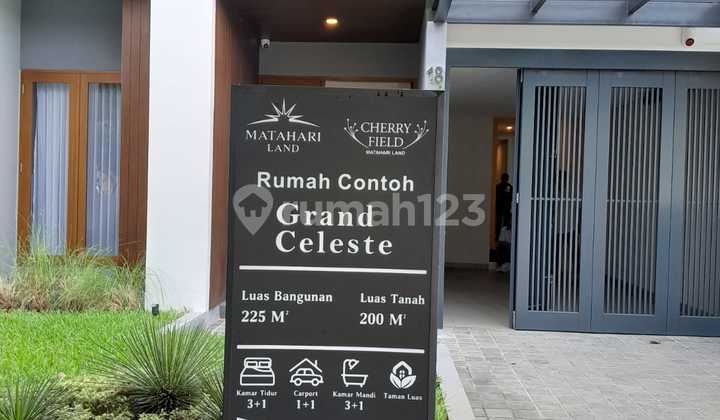 18
MATAHARI
LAND
CHERRY
FIELD
MATAHARI LAND
Rumah Contoh
rumah123
Grand
Celeste
Luas Bangunan
225 M²
Luas Tanah
200 M²
Kamar Tidur
3+1
Carport
1+1
Kamar Mandi
3+1
Taman Luas